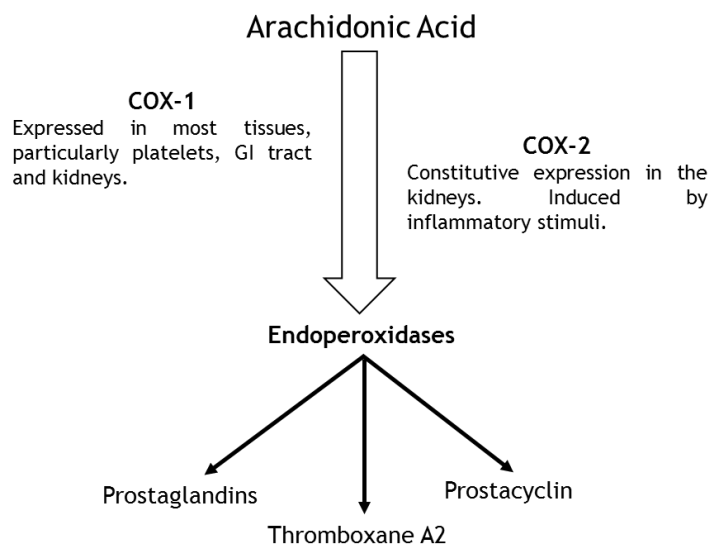 Arachidonic Acid
COX-1
Expressed in most tissues,
particularly platelets, GI tract
and kidneys.
COX-2
Constitutive expression in the
kidneys. Induced by
inflammatory stimuli.
Endoperoxidases
Prostaglandins
Prostacyclin
Thromboxane A2